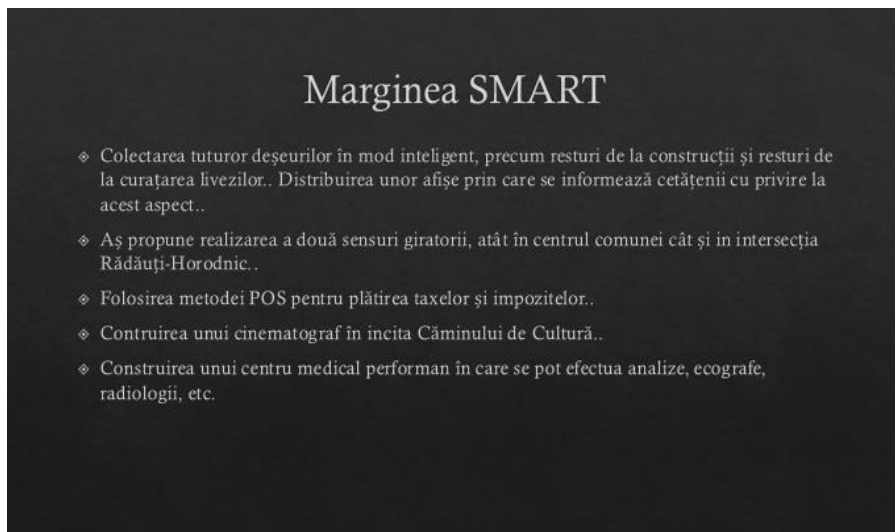 Marginea SMART
Colectarea tuturor deșeurilor în mod inteligent, precum resturi de la construcții și resturi de
la curațarea livezilor.. Distribuirea unor afișe prin care se informează cetățenii cu privire la
acest aspect..
Aș propune realizarea a două sensuri giratorii, atât în centrul comunei cât și in intersecția
Rădăuți-Horodnic..
Folosirea metodei POS pentru plătirea taxelor și impozitelor..
Contruirea unui cinematograf în incita Căminului de Cultură..
Construirea unui centru medical performan în care se pot efectua analize, ecografe,
radiologii, etc.